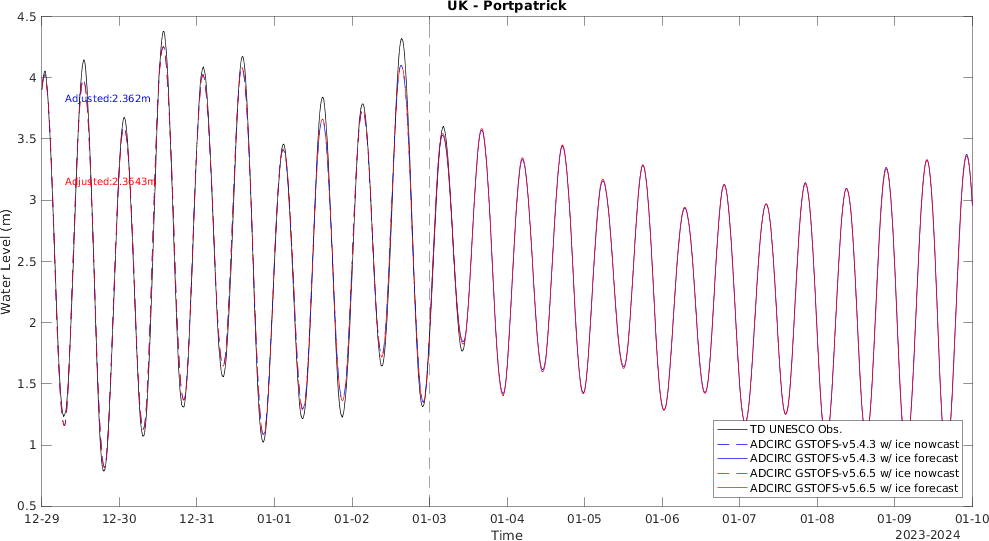 UK - Portpatrick
4.5
4
3.5
3
2.5
2
1.5
1
0.5
Water Level (m)
Adjusted:2.362m
Adjusted:2.3643m
TD UNESCO Obs.
ADCIRC GSTOFS-v5.4.3 w/ ice nowcast
ADCIRC GSTOFS-v5.4.3 w/ ice forecast
ADCIRC GSTOFS-v5.6.5 w/ ice nowcast
ADCIRC GSTOFS-v5.6.5 w/ ice forecast
12-29 12-30 12-31 01-01 01-02 01-03 01-04 01-05 01-06 01-07 01-08 01-09 01-10
Time
2023-2024